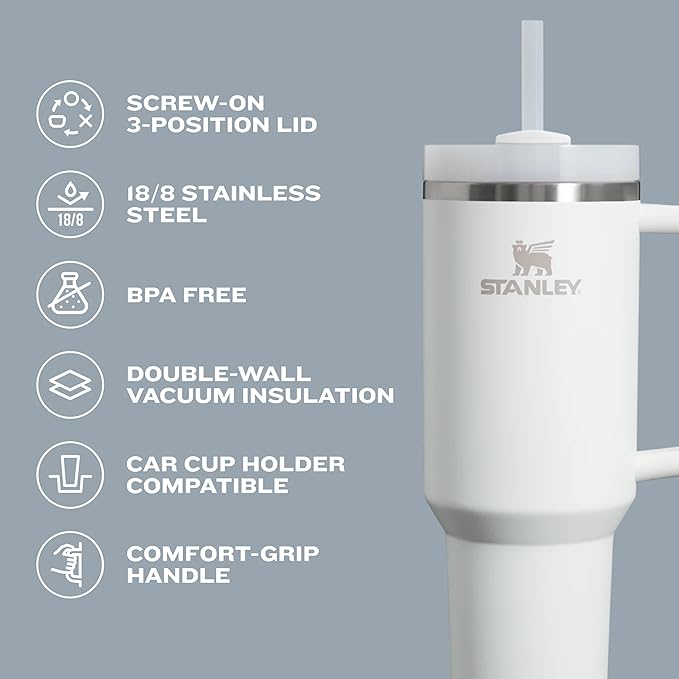 SCREW-ON
3-POSITION LID
18/8
18/8 STAINLESS
STEEL
BPA FREE
DOUBLE-WALL
VACUUM INSULATION
CAR CUP HOLDER
COMPATIBLE
COMFORT-GRIP
HANDLE
STANLEY